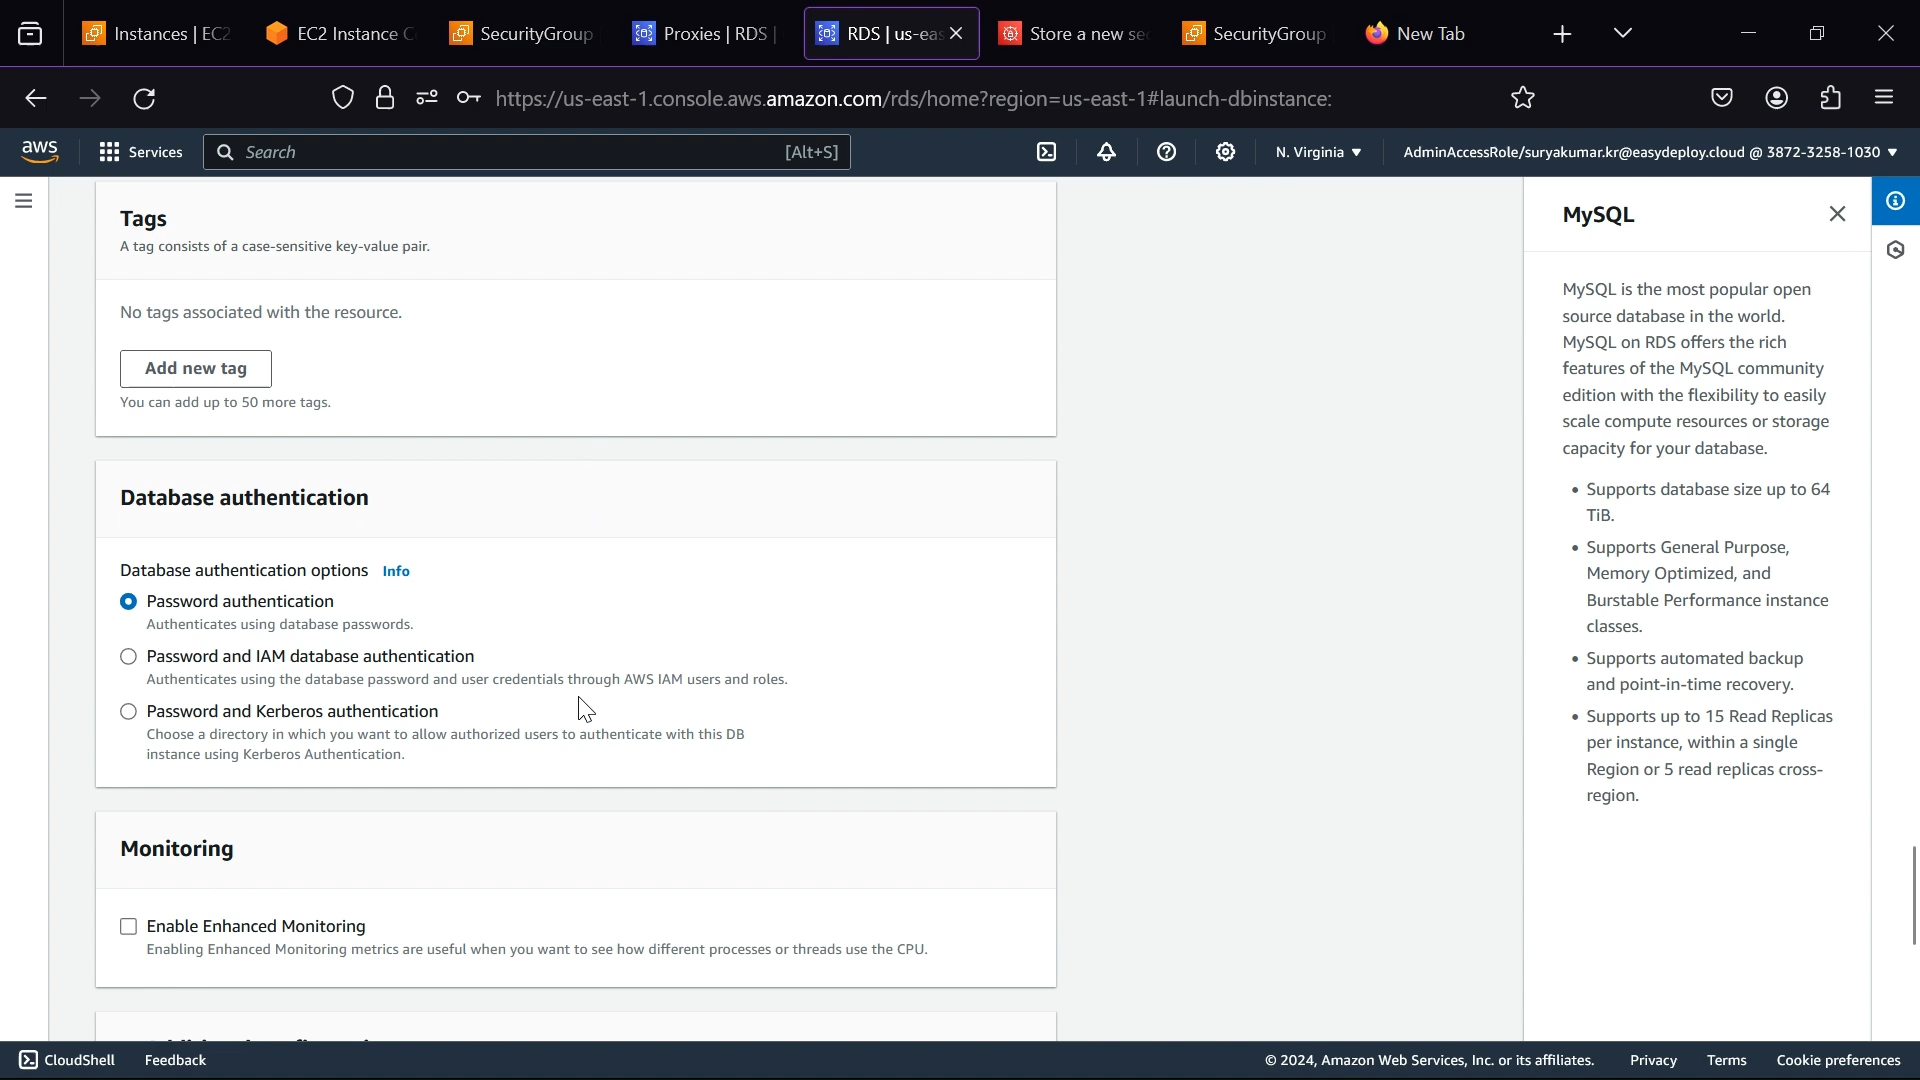 Instances | EC2
EC2 Instance C
SecurityGroup
Proxies | RDS |
RDS | us-eas
Store a new se
SecurityGroup
New Tab
https://us-east-1.console.aws.amazon.com/rds/home?region=us-east-1#launch-dbinstance:
aws
Services
Search
[Alt+S]
N. Virginia
AdminAccessRole/suryakumar.kr@easydeploy.cloud @ 3872-3258-1030
Tags
A tag consists of a case-sensitive key-value pair.
No tags associated with the resource.
Add new tag
You can add up to 50 more tags.
Database authentication
Database authentication options Info
Password authentication
Authenticates using database passwords.
Password and IAM database authentication
Authenticates using the database password and user credentials through AWS IAM users and roles.
Password and Kerberos authentication
Choose a directory in which you want to allow authorized users to authenticate with this DB
instance using Kerberos Authentication.
Monitoring
Enable Enhanced Monitoring
Enabling Enhanced Monitoring metrics are useful when you want to see how different processes or threads use the CPU.
MySQL
MySQL is the most popular open
source database in the world.
MySQL on RDS offers the rich
features of the MySQL community
edition with the flexibility to easily
scale compute resources or storage
capacity for your database.
• Supports database size up to 64
TiB.
• Supports General Purpose,
Memory Optimized, and
Burstable Performance instance
classes.
• Supports automated backup
and point-in-time recovery.
• Supports up to 15 Read Replicas
per instance, within a single
Region or 5 read replicas cross-
region.
CloudShell
Feedback
© 2024, Amazon Web Services, Inc. or its affiliates.
Privacy
Terms
Cookie preferences